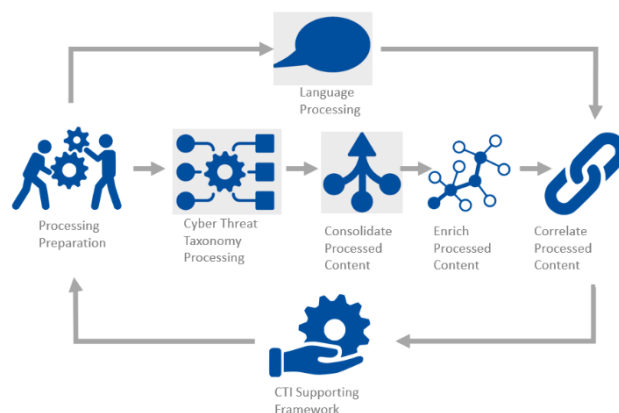 Language
Processing
Processing
Preparation
Cyber Threat
Taxonomy
Processing
Consolidate
Processed
Content
Enrich
Processed
Content
Correlate
Processed
Content
CTI Supporting
Framework